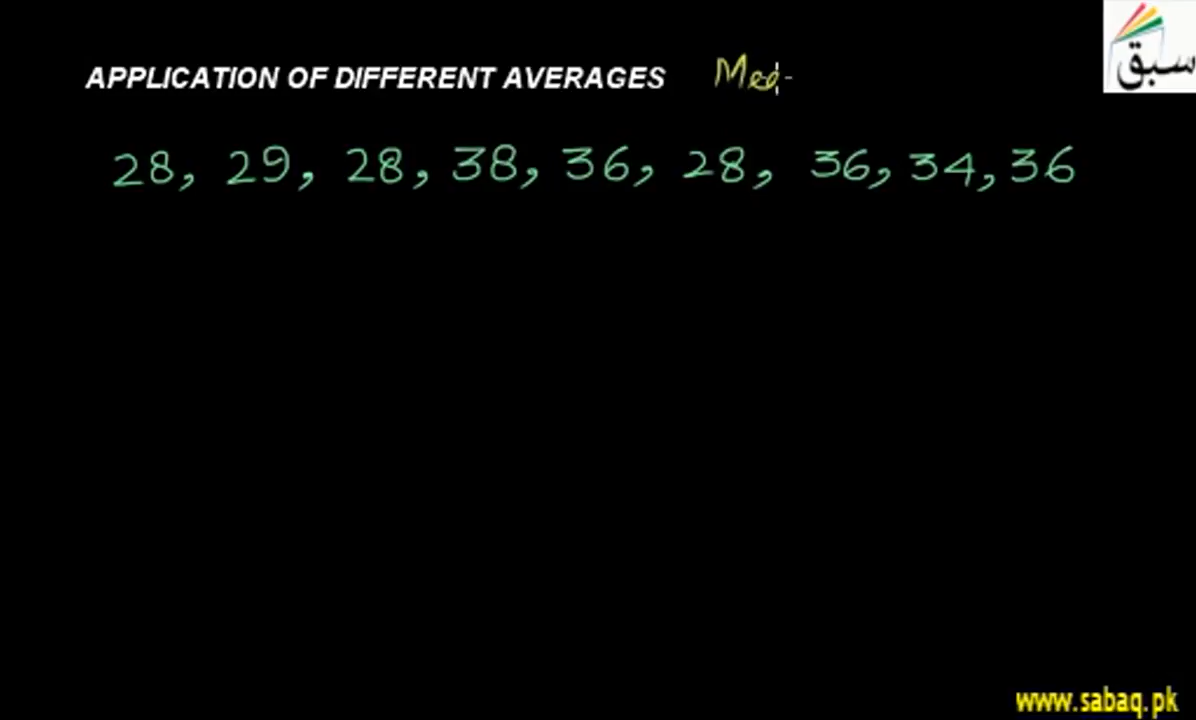 سبق
APPLICATION OF DIFFERENT AVERAGES
28, 29, 28, 38, 36, 28, 36, 34, 36
www.sabaq.pk